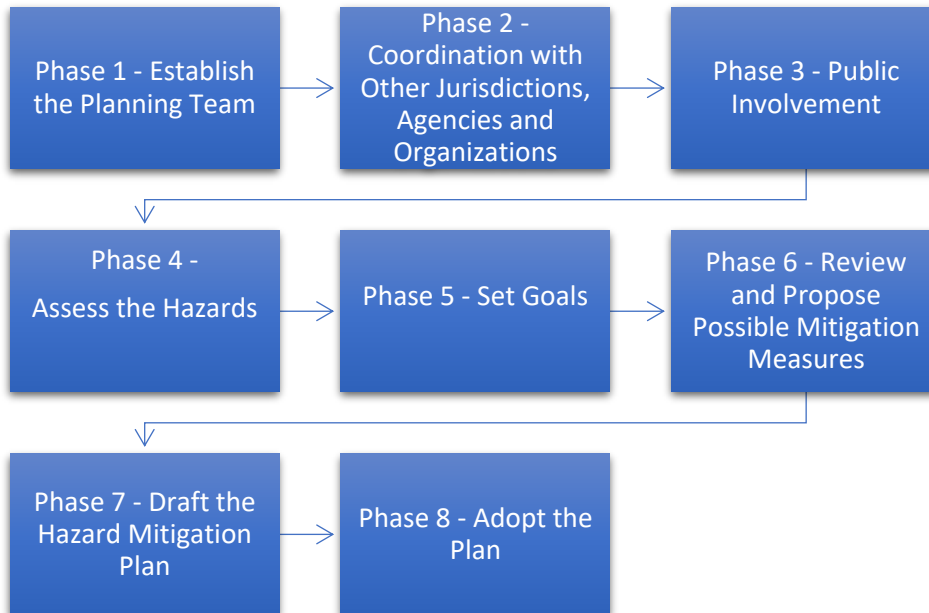 Phase 1 - Establish
the Planning Team
Phase 2 -
Coordination with
Other Jurisdictions,
Agencies and
Organizations
Phase 3 - Public
Involvement
Phase 4 -
Assess the Hazards
Phase 5 - Set Goals
Phase 6 - Review
and Propose
Possible Mitigation
Measures
Phase 7 - Draft the
Hazard Mitigation
Plan
Phase 8 - Adopt the
Plan